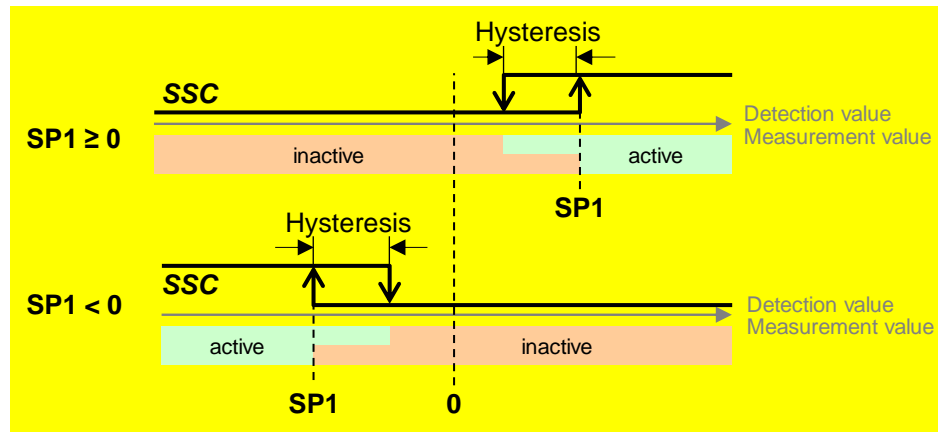 Hysteresis
SSC
Detection value
Measurement value
SP1 ≥ 0
inactive
active
SP1
Hysteresis
SSC
SP1 < 0
Detection value
Measurement value
active
inactive
SP1
0